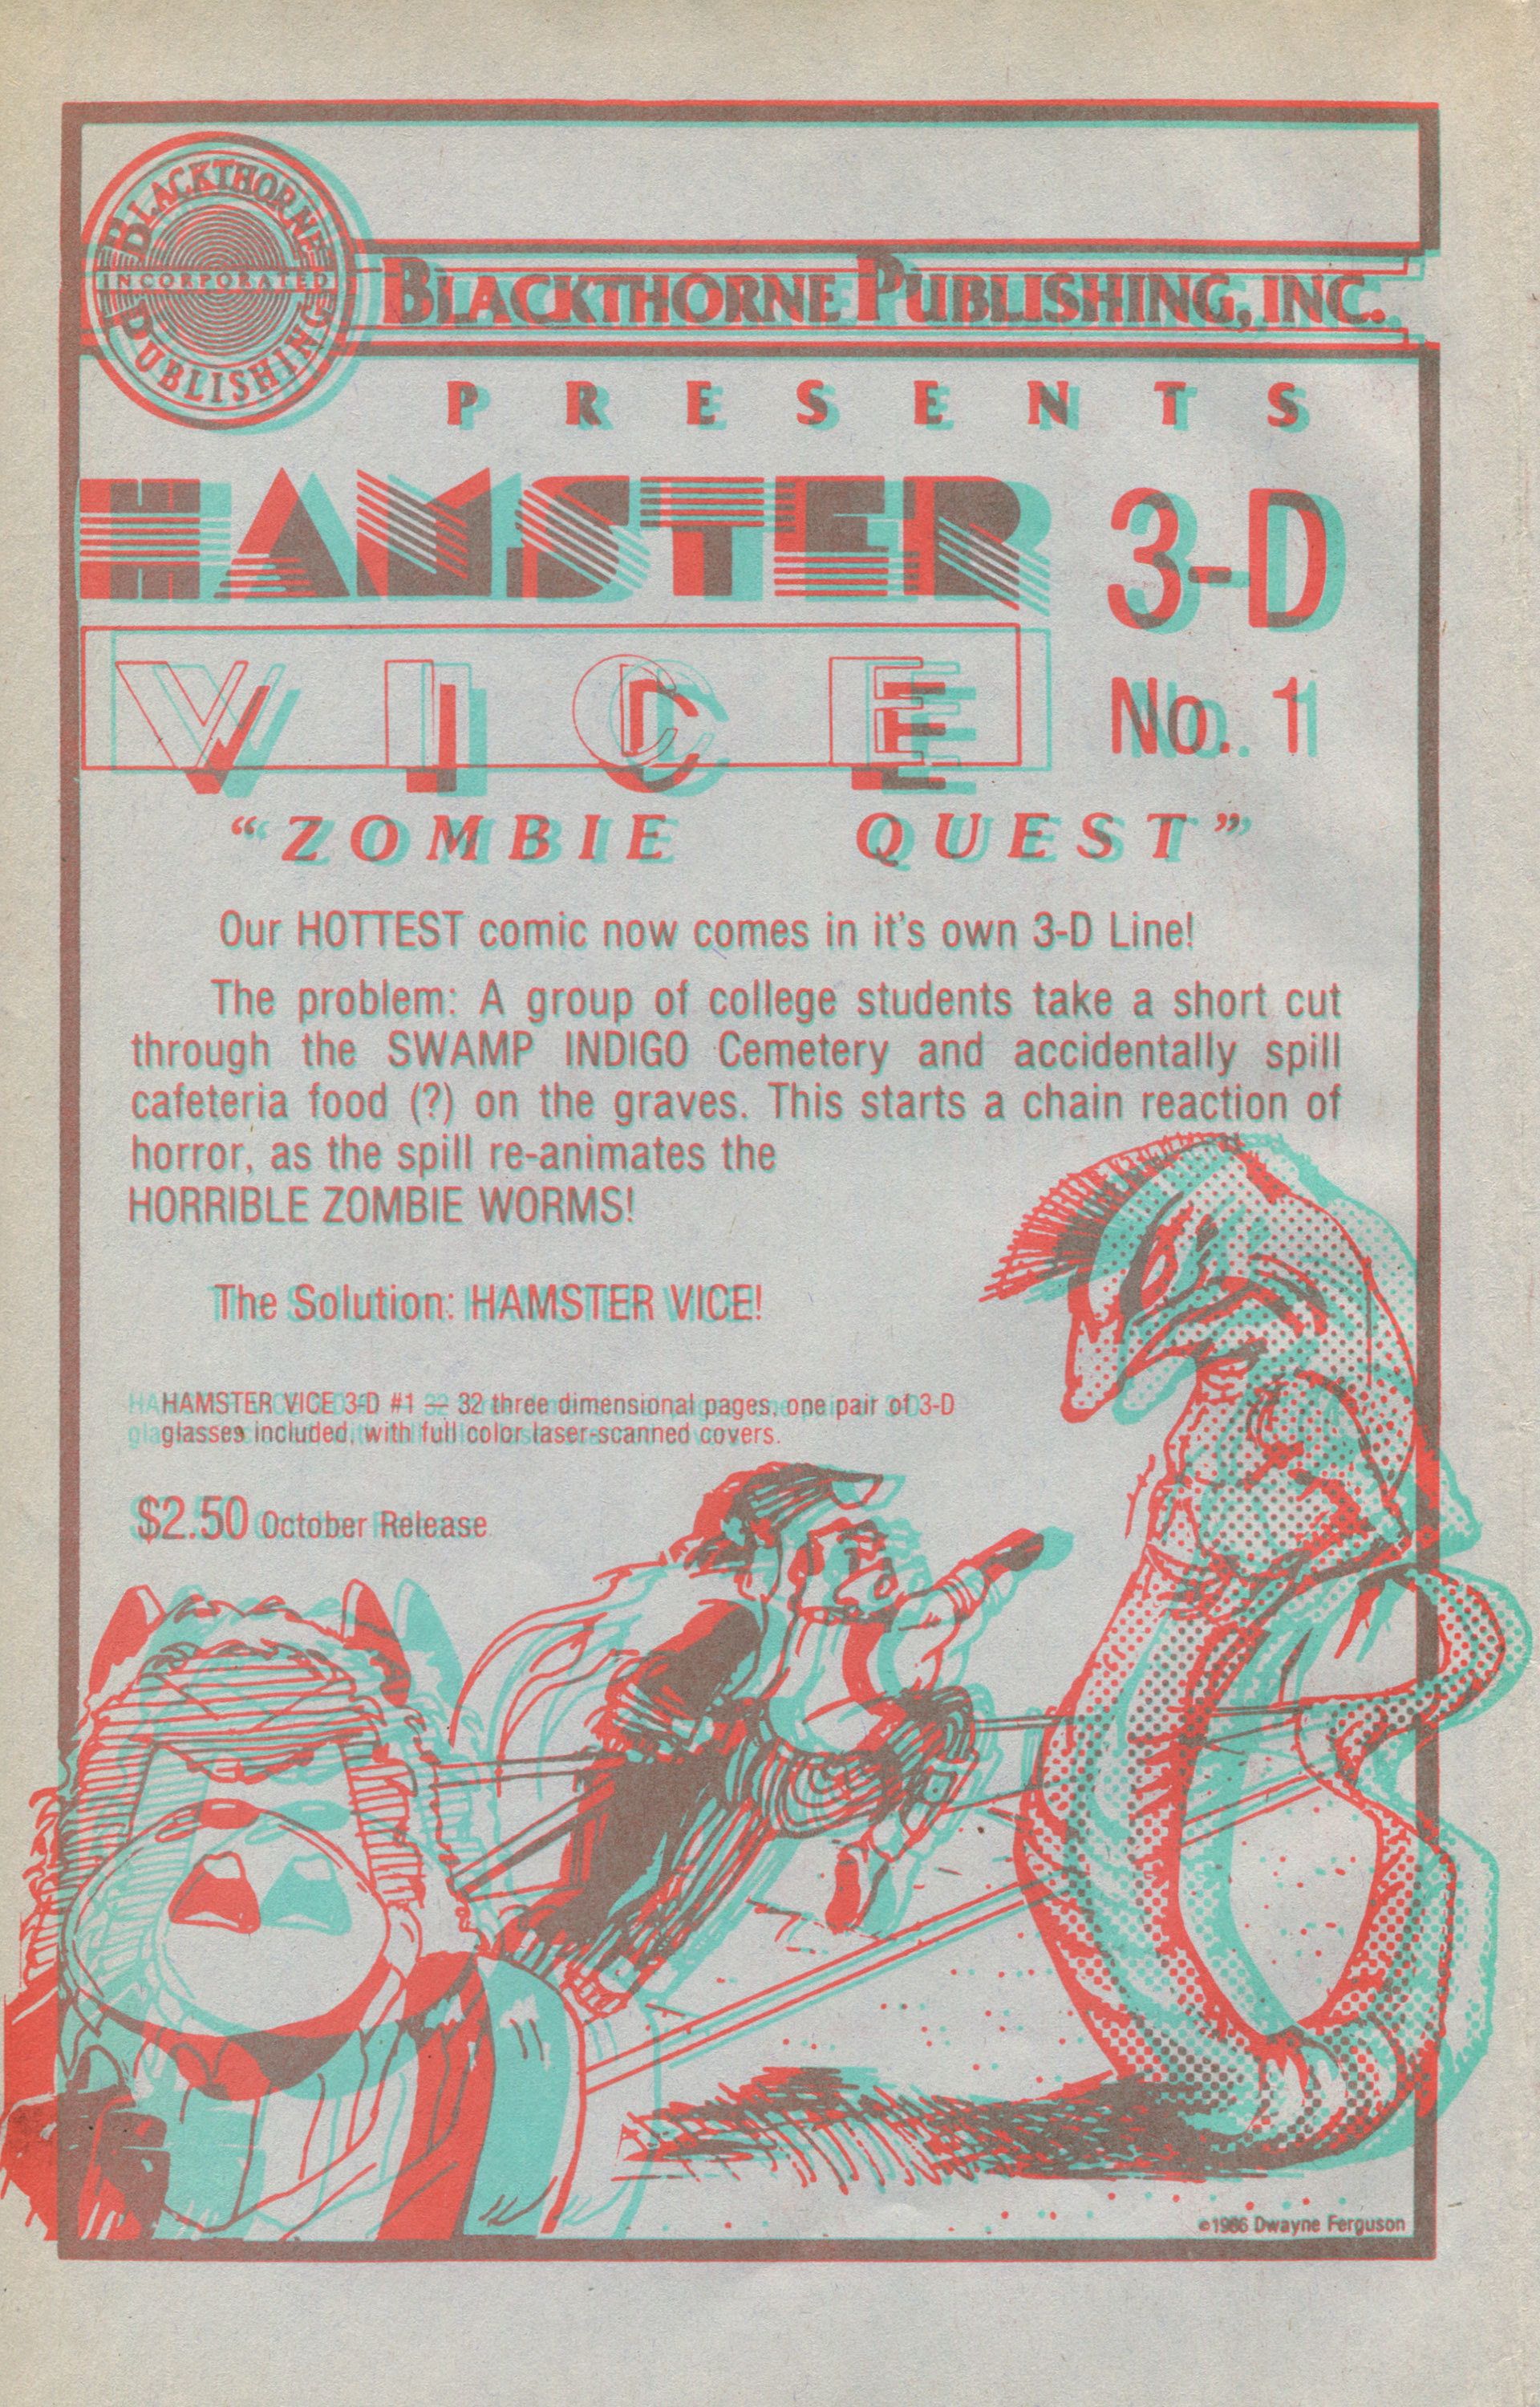 BLACKTHORNE
INCORPORATED
PUBLISHING
BLACKTHORNE PUBLISHING, INC.
PRESENTS
HAMSTER 3-D
VICE No. 1
“ZOMBIE QUEST”
Our HOTTEST comic now comes in it's own 3-D Line!
The problem: A group of college students take a short cut
through the SWAMP INDIGO Cemetery and accidentally spill
cafeteria food (?) on the graves. This starts a chain reaction of
horror, as the spill re-animates the
HORRIBLE ZOMBIE WORMS!
The Solution: HAMSTER VICE!
HAMSTER VICE 3-D #1 — 32 three dimensional pages, one pair of 3-D
glasses included, with full color laser-scanned covers.
$2.50 October Release
©1986 Dwayne Ferguson